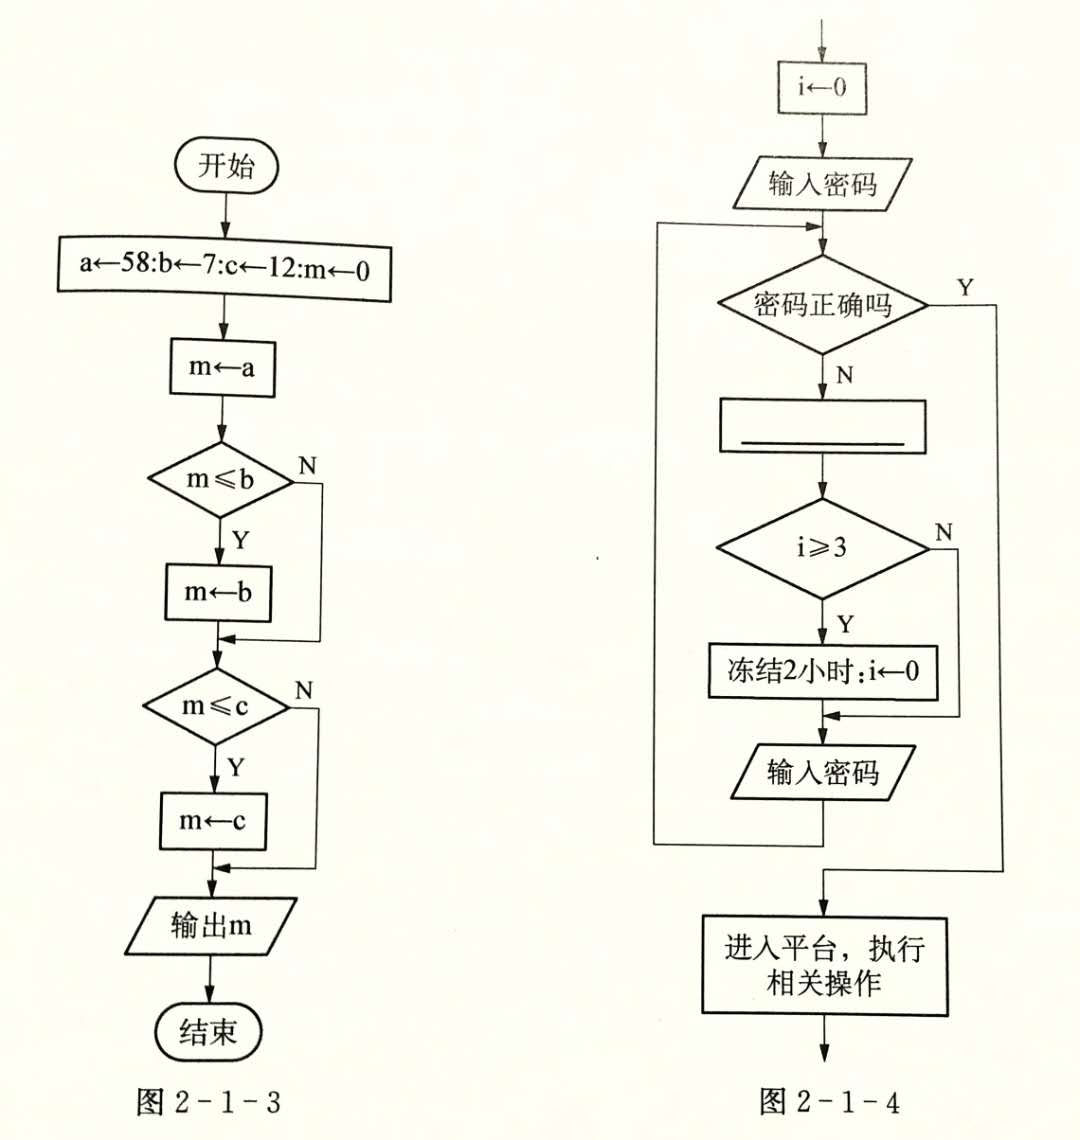 开始
a←58:b←7:c←12:m←0
m←a
m≤b
N
Y
m←b
m≤c
N
Y
m←c
输出m
结束
图2-1-3
i←0
输入密码
密码正确吗
Y
N
i≥3
N
Y
冻结2小时:i←0
输入密码
进入平台，执行
相关操作
图2-1-4